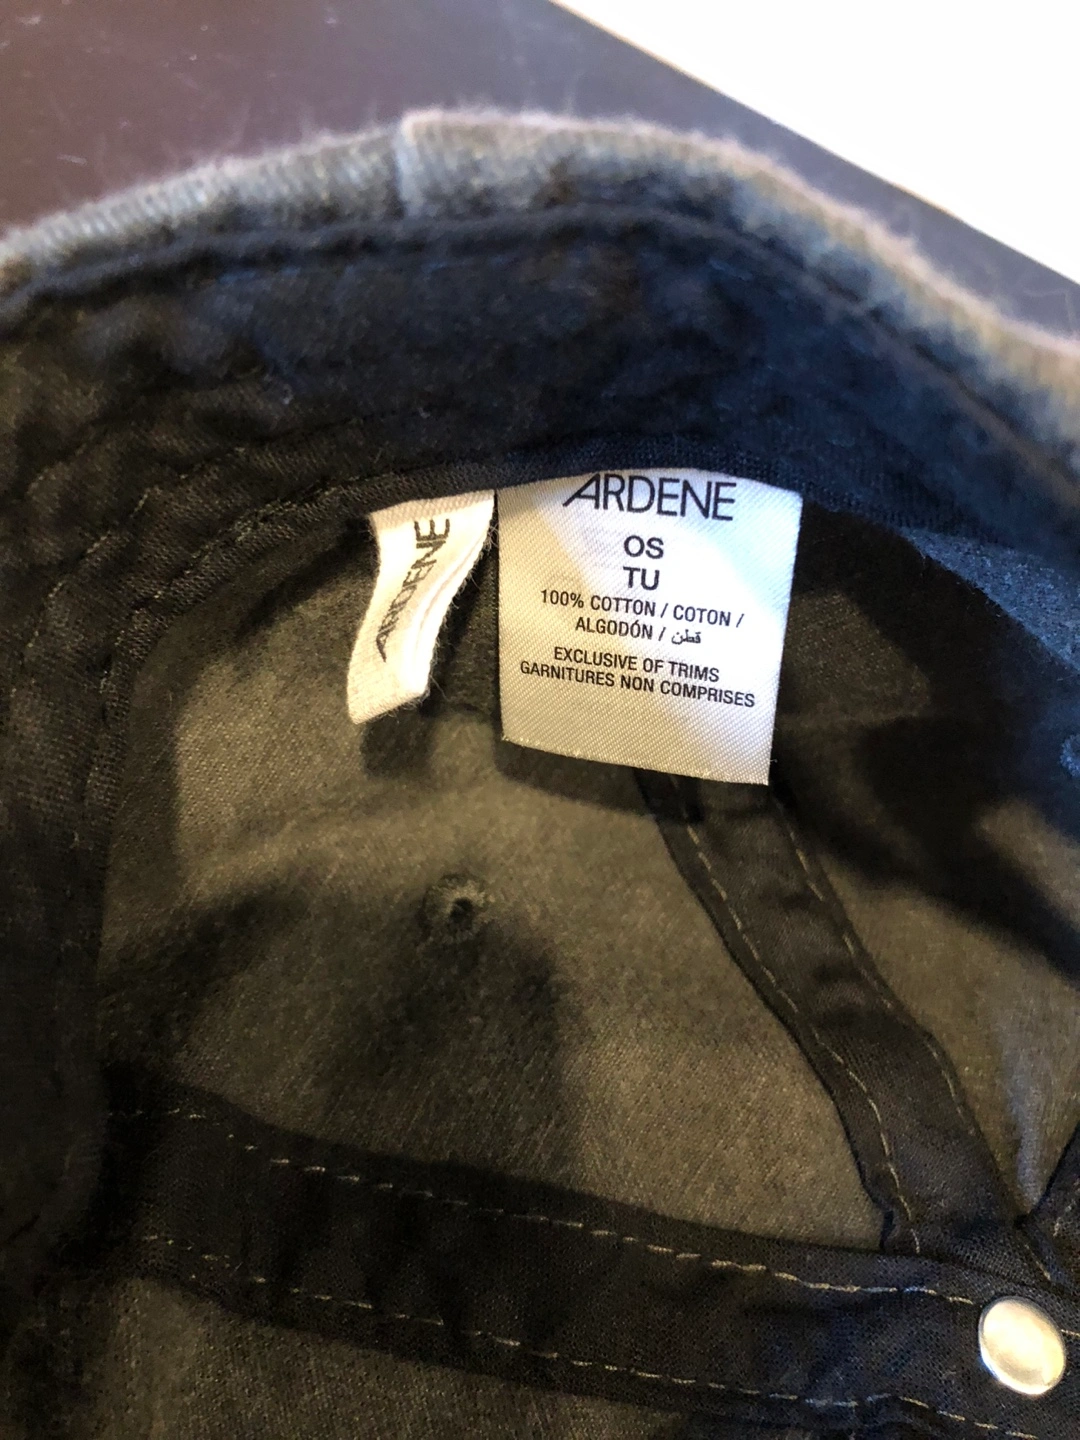 ARDENE
ARDENE
OS
TU
100% COTTON / COTON /
ALGODÓN / قطن
EXCLUSIVE OF TRIMS
GARNITURES NON COMPRISES